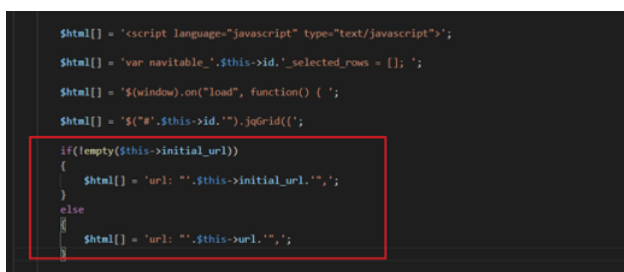 $html[] = '<script language="javascript" type="text/javascript">';
$html[] = 'var navitable_'.$this->id.'_selected_rows = []; ';
$html[] = '$(window).on("load", function() { ';
$html[] = '$("#'.$this->id.'").jqGrid({';
if(!empty($this->initial_url))
{
$html[] = 'url: "'.$this->initial_url.'",';
}
else
{
$html[] = 'url: "'.$this->url.'",';
}